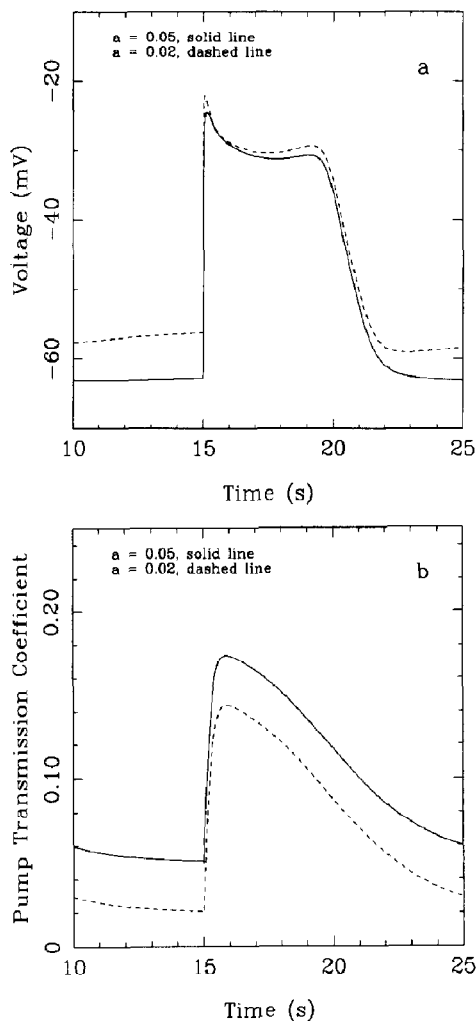 a = 0.05, solid line
a = 0.02, dashed line
a
-20
-40
-60
Voltage (mV)
10 15 20 25
Time (s)
a = 0.05, solid line
a = 0.02, dashed line
b
0.20
0.10
0
Pump Transmission Coefficient
10 15 20 25
Time (s)